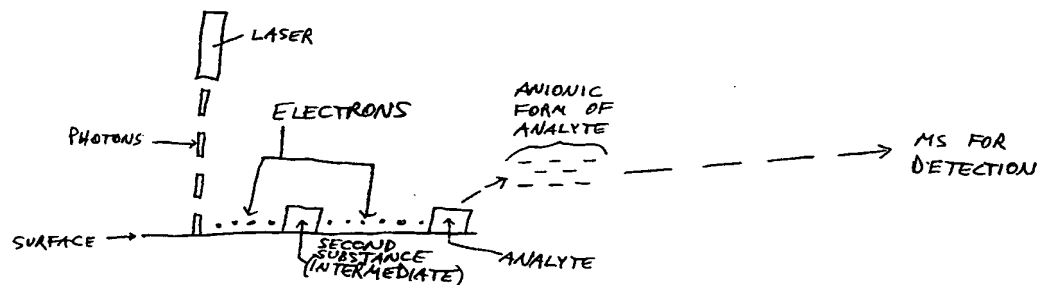 LASER
ELECTRONS
PHOTONS
ANIONIC
FORM OF
ANALYTE
MS FOR
DETECTION
SURFACE
SECOND
SUBSTANCE
(INTERMEDIATE)
ANALYTE